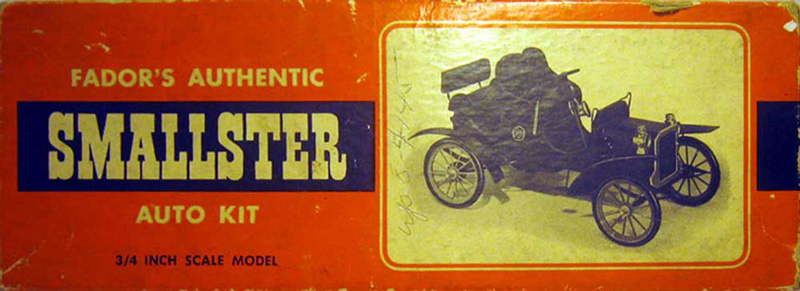 FADOR'S AUTHENTIC
SMALLSTER
AUTO KIT
3/4 INCH SCALE MODEL